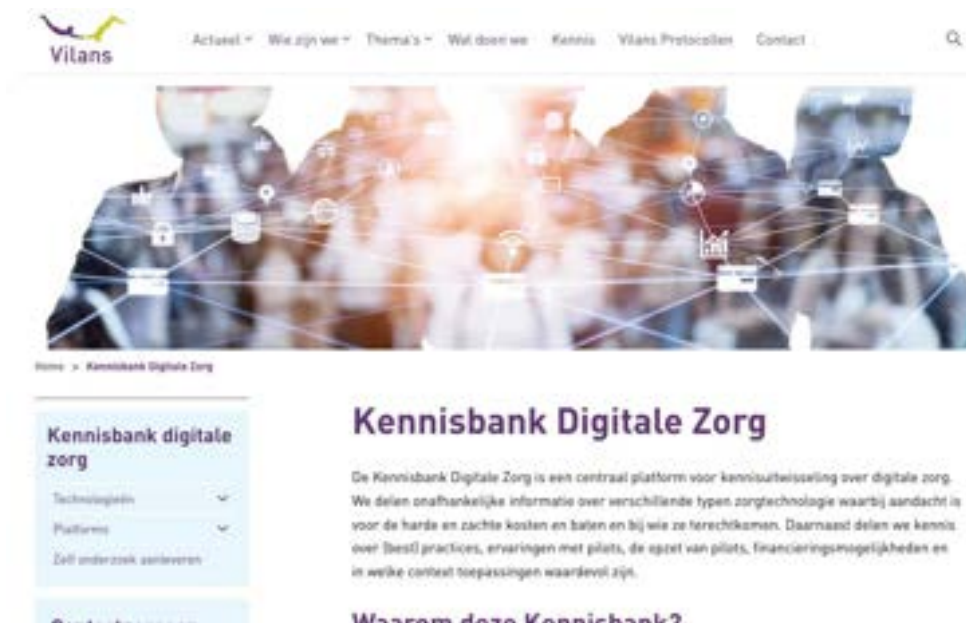 Vilans
Actueel Wie zijn we Thema's Wat doen we Kennis Vilans Protocollen Contact
Home > Kennisbank Digitale Zorg
Kennisbank digitale
zorg
Technologieën
Platforms
Zelf onderzoek aanleveren
Kennisbank Digitale Zorg
De Kennisbank Digitale Zorg is een centraal platform voor kennisuitwisseling over digitale zorg.
We delen onafhankelijke informatie over verschillende typen zorgtechnologie waarbij aandacht is
voor de harde en zachte kosten en baten en bij wie ze terechtkomen. Daarnaast delen we kennis
over (best) practices, ervaringen met pilots, de opzet van pilots, financieringsmogelijkheden en
in welke context toepassingen waardevol zijn.
Waarom deze Kennisbank?